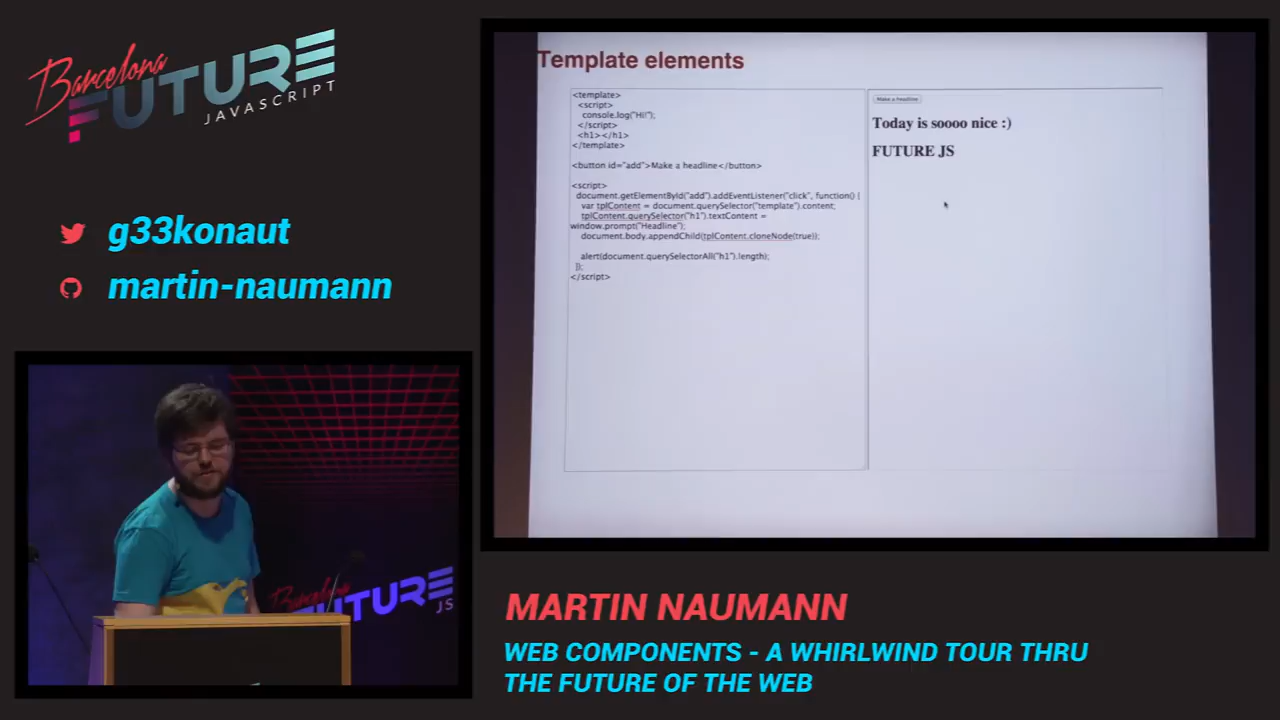 Barcelona
FUTURE
JAVASCRIPT
g33konaut
martin-naumann
Template elements
<template>
<script>
console.log("Hi!");
</script>
<h1></h1>
</template>
<button id="add">Make a headline</button>
<script>
document.getElementById("add").addEventListener("click", function() {
var tplContent = document.querySelector("template").content;
tplContent.querySelector("h1").textContent =
window.prompt("Headline");
document.body.appendChild(tplContent.cloneNode(true));
alert(document.querySelectorAll("h1").length);
});
</script>
Make a headline
Today is soooo nice :)
FUTURE JS
Barcelona
FUTURE
JS
MARTIN NAUMANN
WEB COMPONENTS - A WHIRLWIND TOUR THRU
THE FUTURE OF THE WEB